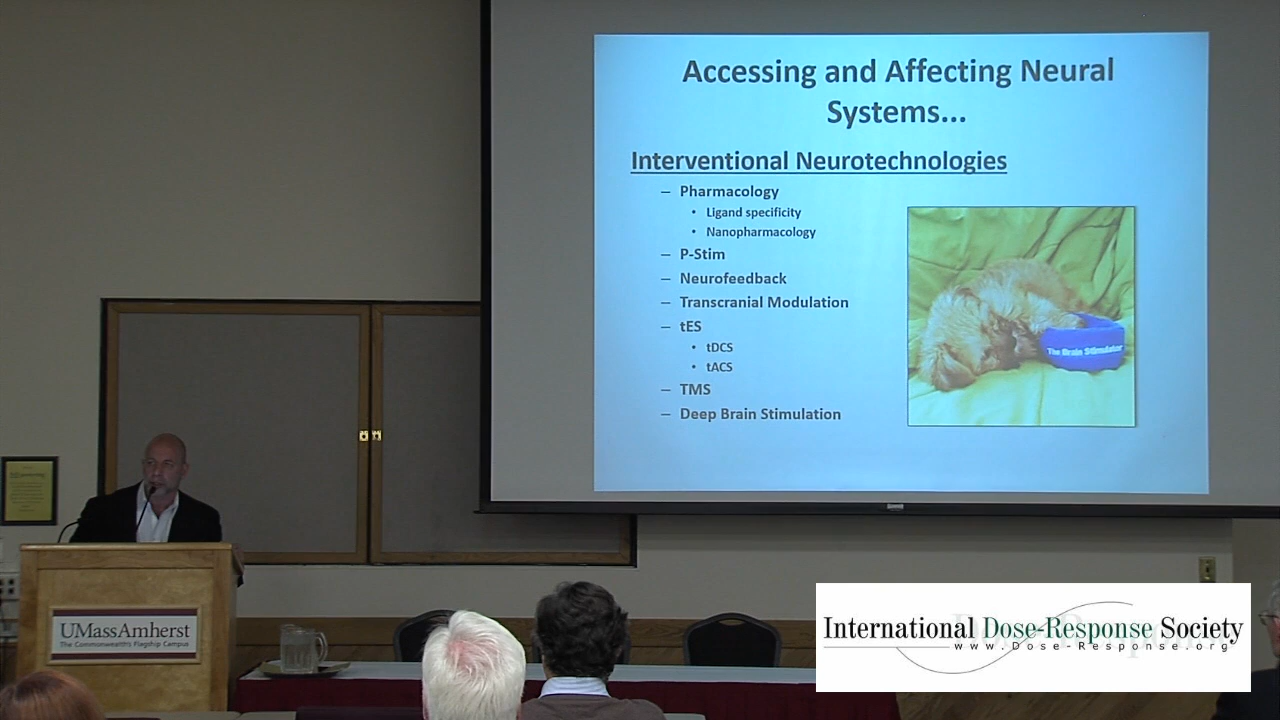 Accessing and Affecting Neural
Systems...
Interventional Neurotechnologies
– Pharmacology
• Ligand specificity
• Nanopharmacology
– P-Stim
– Neurofeedback
– Transcranial Modulation
– tES
• tDCS
• tACS
– TMS
– Deep Brain Stimulation
The Brain Stimulator
UMassAmherst
The Commonwealth's Flagship Campus
International Dose-Response Society
www.Dose-Response.org